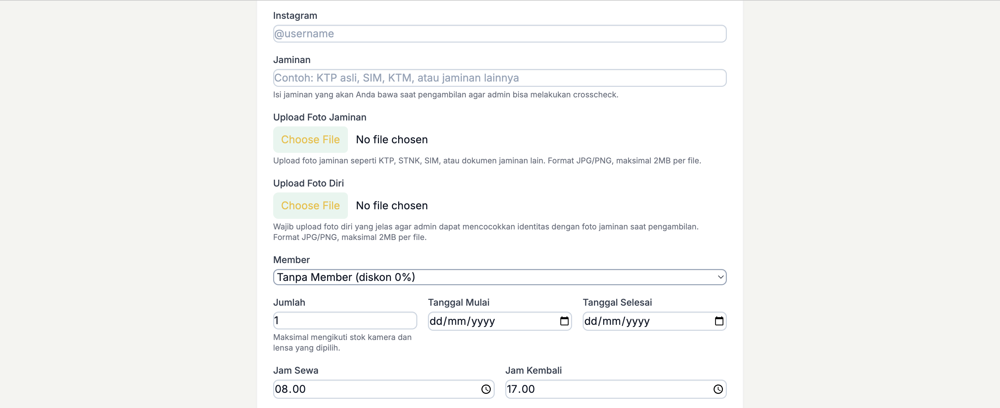 Instagram
@username
Jaminan
Contoh: KTP asli, SIM, KTM, atau jaminan lainnya
Isi jaminan yang akan Anda bawa saat pengambilan agar admin bisa melakukan crosscheck.
Upload Foto Jaminan
Choose File No file chosen
Upload foto jaminan seperti KTP, STNK, SIM, atau dokumen jaminan lain. Format JPG/PNG, maksimal 2MB per file.
Upload Foto Diri
Choose File No file chosen
Wajib upload foto diri yang jelas agar admin dapat mencocokkan identitas dengan foto jaminan saat pengambilan.
Format JPG/PNG, maksimal 2MB per file.
Member
Tanpa Member (diskon 0%)
Jumlah
1
Maksimal mengikuti stok kamera dan
lensa yang dipilih.
Tanggal Mulai
dd/mm/yyyy
Tanggal Selesai
dd/mm/yyyy
Jam Sewa
08.00
Jam Kembali
17.00